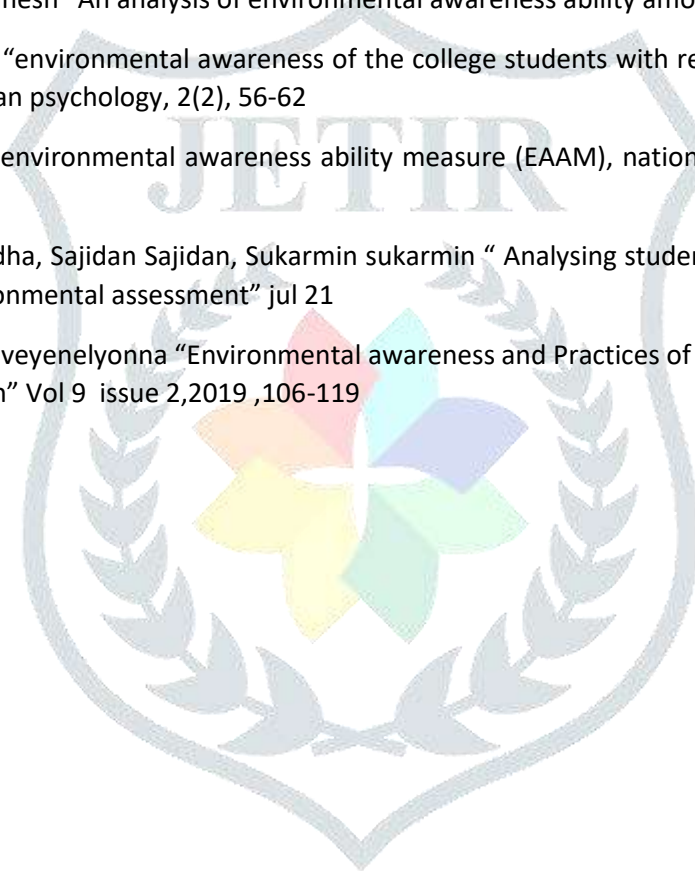 nesh “ An analysis of environmental awareness ability amo
“environmental awareness of the college students with re
an psychology, 2(2), 56-62
environmental awareness ability measure (EAAM), nation
JETIR
dha, Sajidan Sajidan, Sukarmin sukarmin “ Analysing studer
onmental assessment” jul 21
veyenelyonna “Environmental awareness and Practices of
n” Vol 9 issue 2,2019 ,106-119